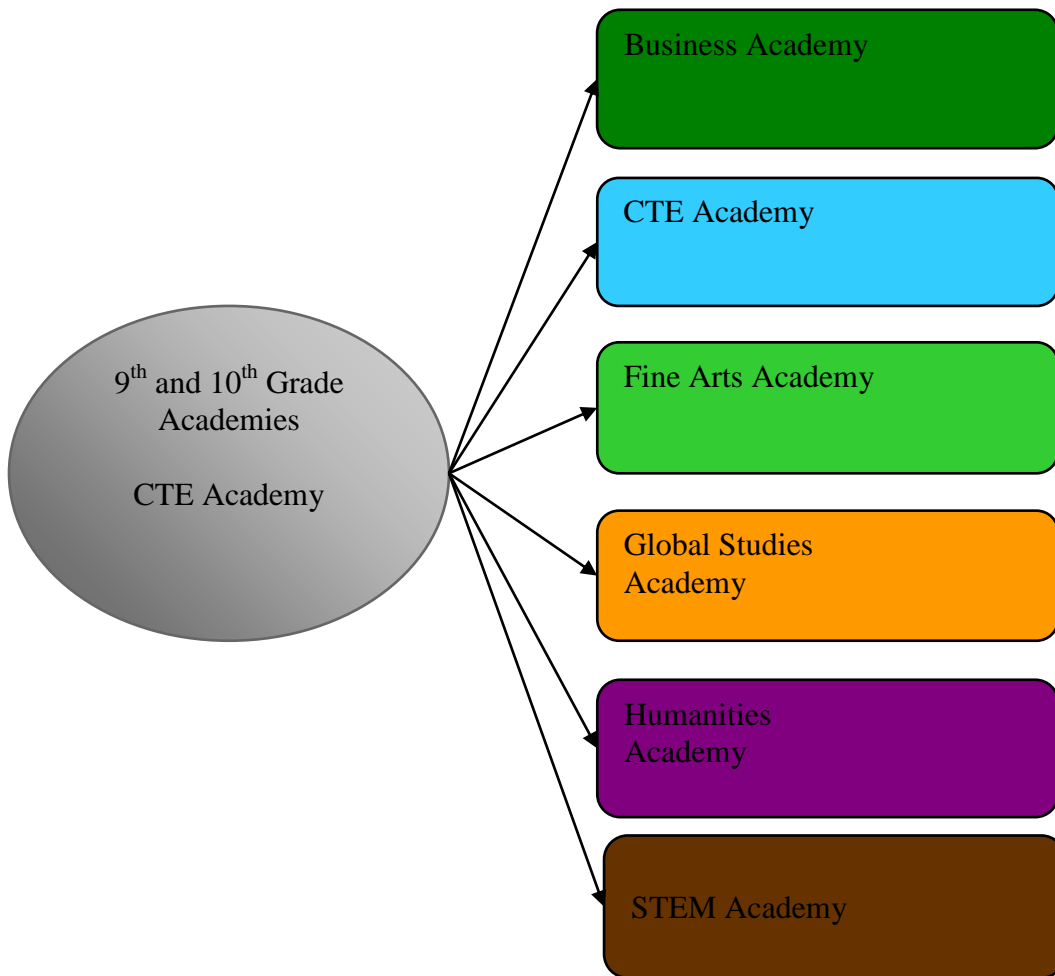 9th and 10th Grade
Academies
CTE Academy
Business Academy
CTE Academy
Fine Arts Academy
Global Studies
Academy
Humanities
Academy
STEM Academy